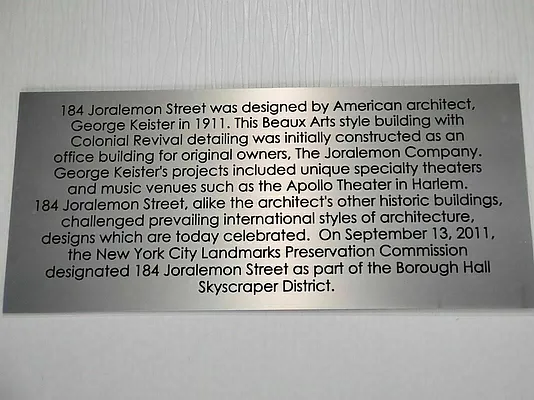 184 Joralemon Street was designed by American architect,
George Keister in 1911. This Beaux Arts style building with
Colonial Revival detailing was initially constructed as an
office building for original owners, The Joralemon Company.
George Keister's projects included unique specialty theaters
and music venues such as the Apollo Theater in Harlem.
184 Joralemon Street, alike the architect's other historic buildings,
challenged prevailing international styles of architecture,
designs which are today celebrated.  On September 13, 2011,
the New York City Landmarks Preservation Commission
designated 184 Joralemon Street as part of the Borough Hall
Skyscraper District.